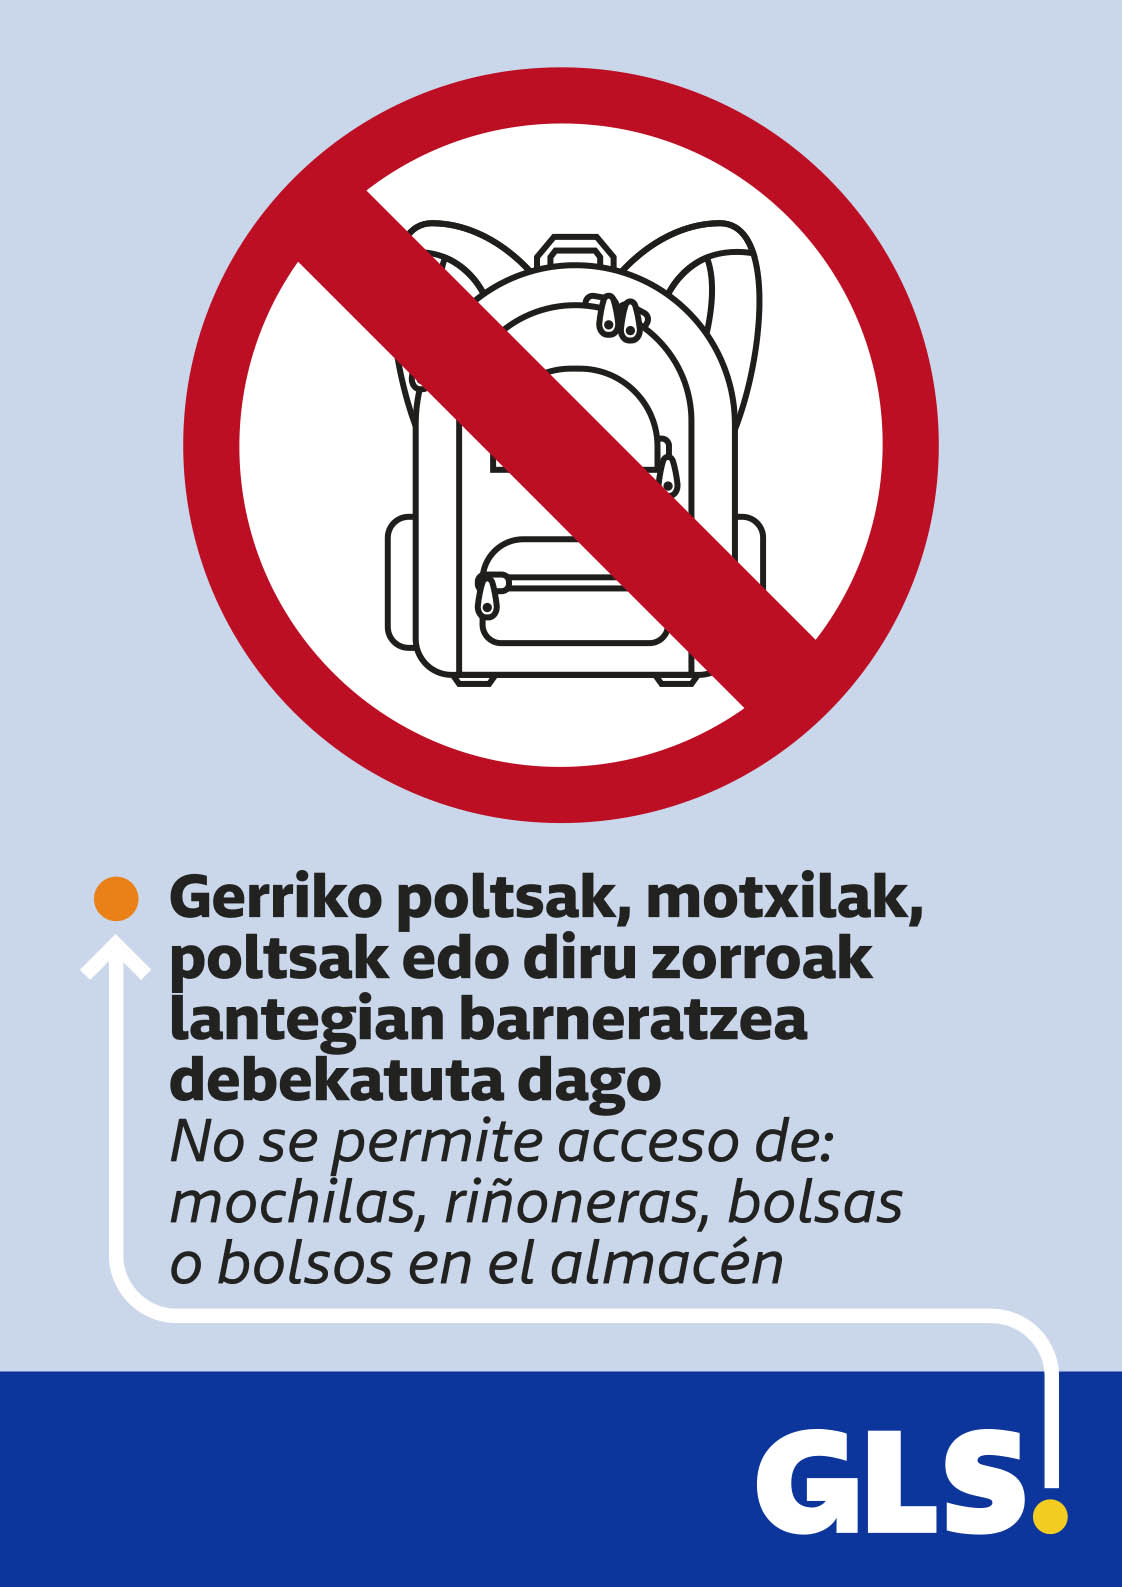 Gerriko poltsak, motxilak,
poltsak edo diru zorroak
lantegian barneratzea
debekatuta dago
No se permite acceso de:
mochilas, riñoneras, bolsas
o bolsos en el almacén
GLS.